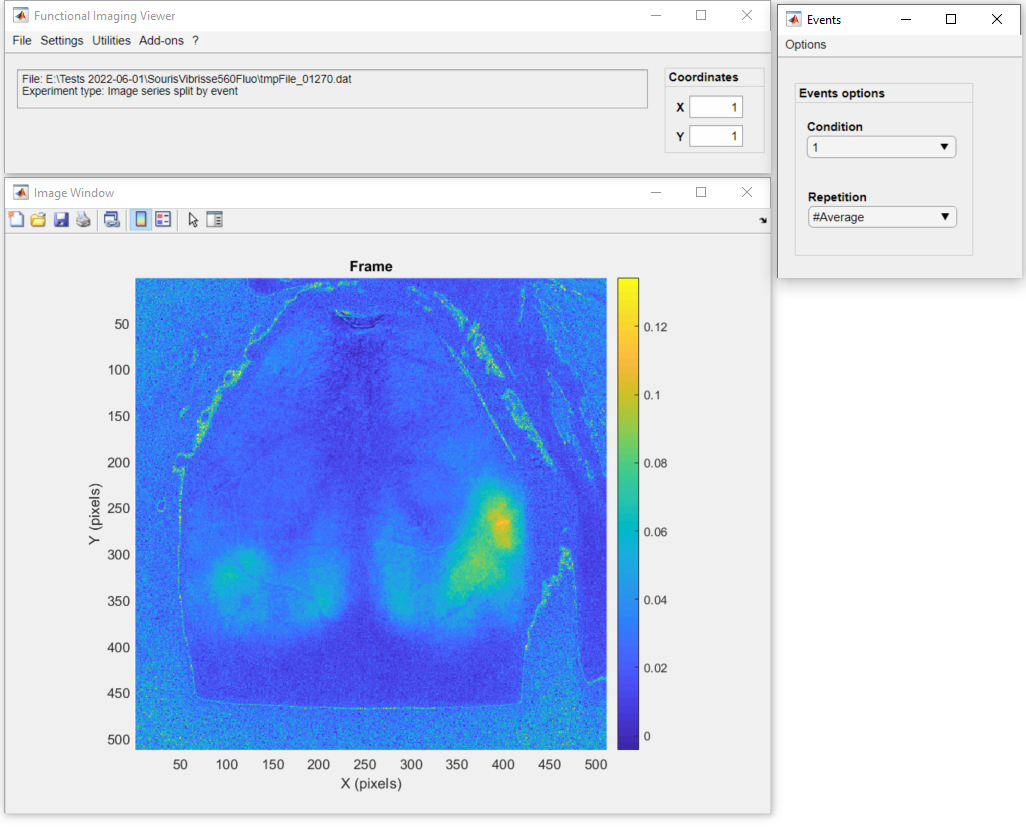 Functional Imaging Viewer
File Settings Utilities Add-ons ?
File: E:\Tests 2022-06-01\SourisVibrisse560Fluo\tmpFile_01270.dat
Experiment type: Image series split by event
Coordinates
X 1
Y 1
Events
Options
Events options
Condition
1
Repetition
#Average
Image Window
Frame
50
100
150
200
250
300
350
400
450
500
Y (pixels)
50 100 150 200 250 300 350 400 450 500
X (pixels)
0.12
0.1
0.08
0.06
0.04
0.02
0